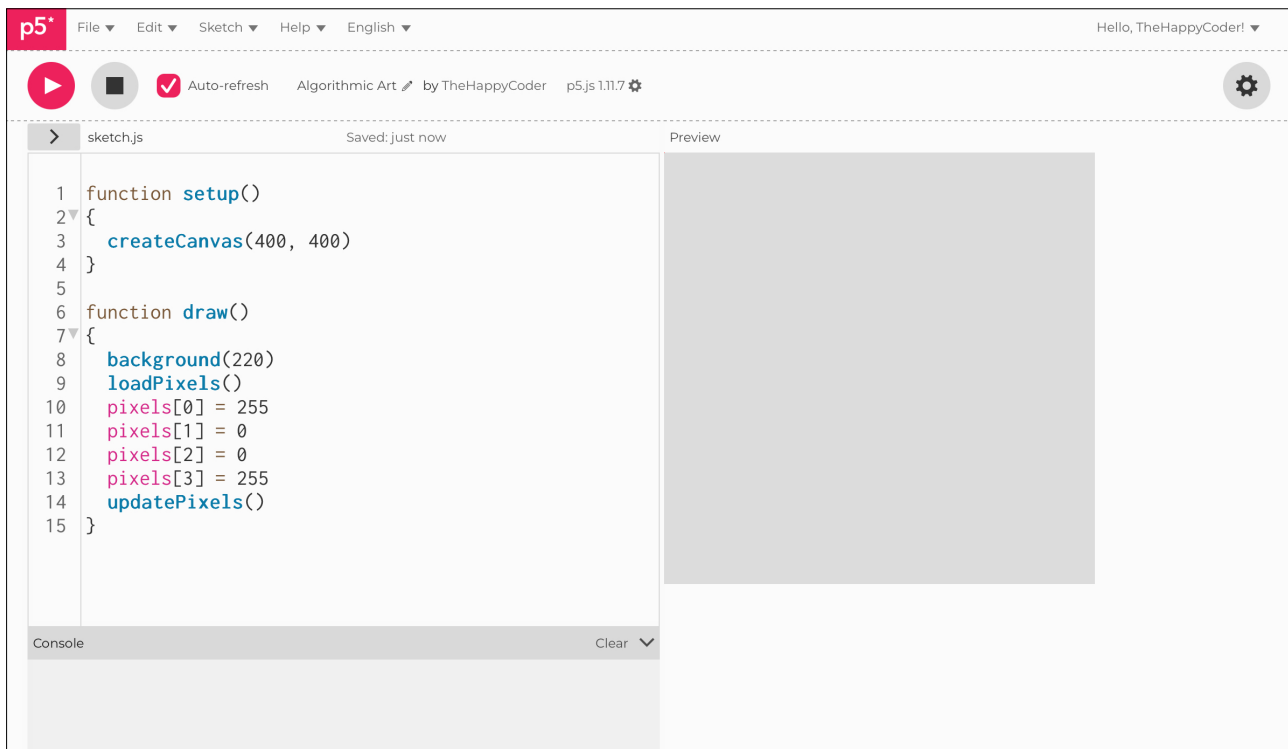 p5* File Edit Sketch Help English Hello, TheHappyCoder!
Auto-refresh Algorithmic Art by TheHappyCoder p5.js 1.11.7
sketch.js Saved: just now Preview
1 function setup()
2 {
3 createCanvas(400, 400)
4 }
5
6 function draw()
7 {
8 background(220)
9 loadPixels()
10 pixels[0] = 255
11 pixels[1] = 0
12 pixels[2] = 0
13 pixels[3] = 255
14 updatePixels()
15 }
Console Clear